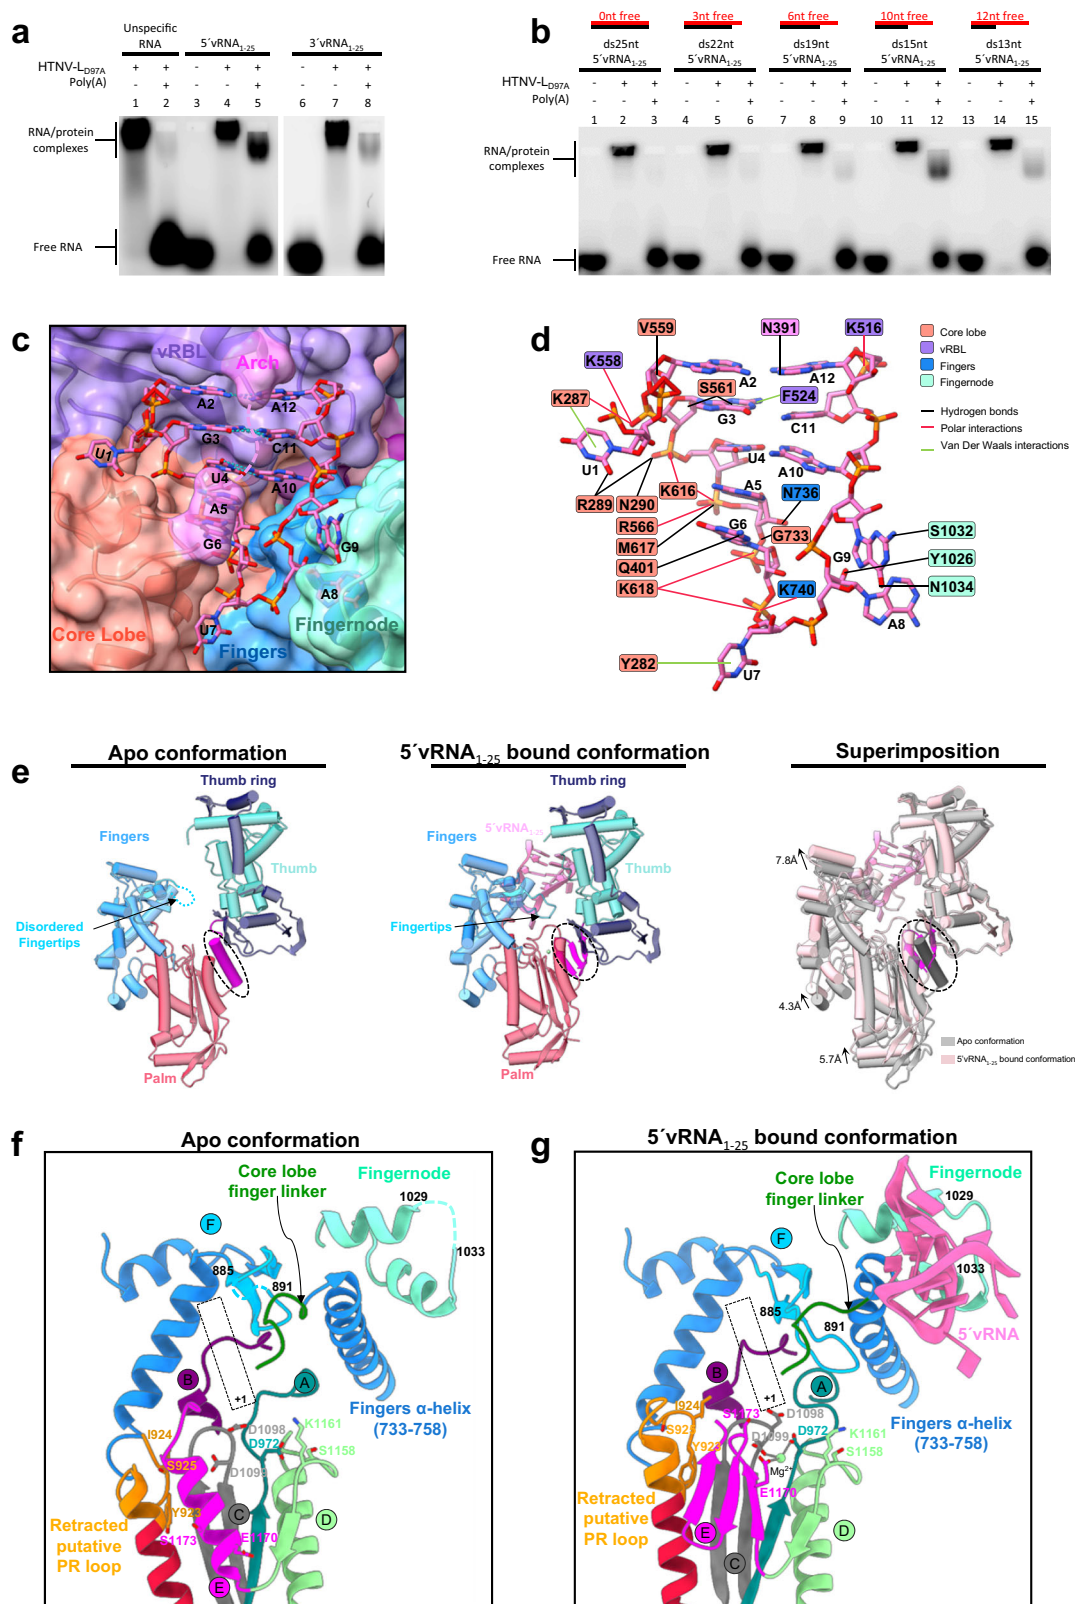 a
Unspecific RNA
5´vRNA1-25
3´vRNA1-25
HTNV-LD97A + + - + + - + +
Poly(A) - + - - + - - +
1 2 3 4 5 6 7 8
RNA/protein complexes
Free RNA
b
0nt free 3nt free 6nt free 10nt free 12nt free
ds25nt ds22nt ds19nt ds15nt ds13nt
5´vRNA1-25 5´vRNA1-25 5´vRNA1-25 5´vRNA1-25 5´vRNA1-25
HTNV-LD97A - + + - + + - + + - + + - + +
Poly(A) - - + - - + - - + - - + - - +
1 2 3 4 5 6 7 8 9 10 11 12 13 14 15
RNA/protein complexes
Free RNA
c
vRBL
Arch
A2
A12
G3
C11
U1
U4
A10
A5
G6
G9
A8
U7
Core Lobe
Fingers
Fingernode
d
V559
N391
K516
K558
A2
A12
S561
K287
G3
F524
C11
U1
U4
A10
K616
A5
N736
R289
N290
R566
G6
G733
S1032
M617
G9
Y1026
Q401
K618
K740
N1034
A8
Y282
U7
Core lobe
vRBL
Fingers
Fingernode
Hydrogen bonds
Polar interactions
Van Der Waals interactions
e
Apo conformation
Thumb ring
Fingers
Thumb
Disordered Fingertips
Palm
5´vRNA1-25 bound conformation
Thumb ring
Fingers
5´vRNA1-25
Thumb
Fingertips
Palm
Superimposition
7.8Å
4.3Å
5.7Å
Apo conformation
5'vRNA1-25 bound conformation
f
Apo conformation
Core lobe finger linker
Fingernode
1029
1033
F
885
891
B
A
+1
K1161
D1098
I924
D972
S1158
S925
D1099
Fingers α-helix (733-758)
Y923
C
D
Retracted putative PR loop
S1173
E1170
E
g
5´vRNA1-25 bound conformation
Core lobe finger linker
Fingernode
1029
1033
F
885
891
5´vRNA
B
A
+1
I924
S1173
D1098
S925
D1099
D972
K1161
Y923
S1158
Mg2+
Fingers α-helix (733-758)
E1170
Retracted putative PR loop
E
D
C